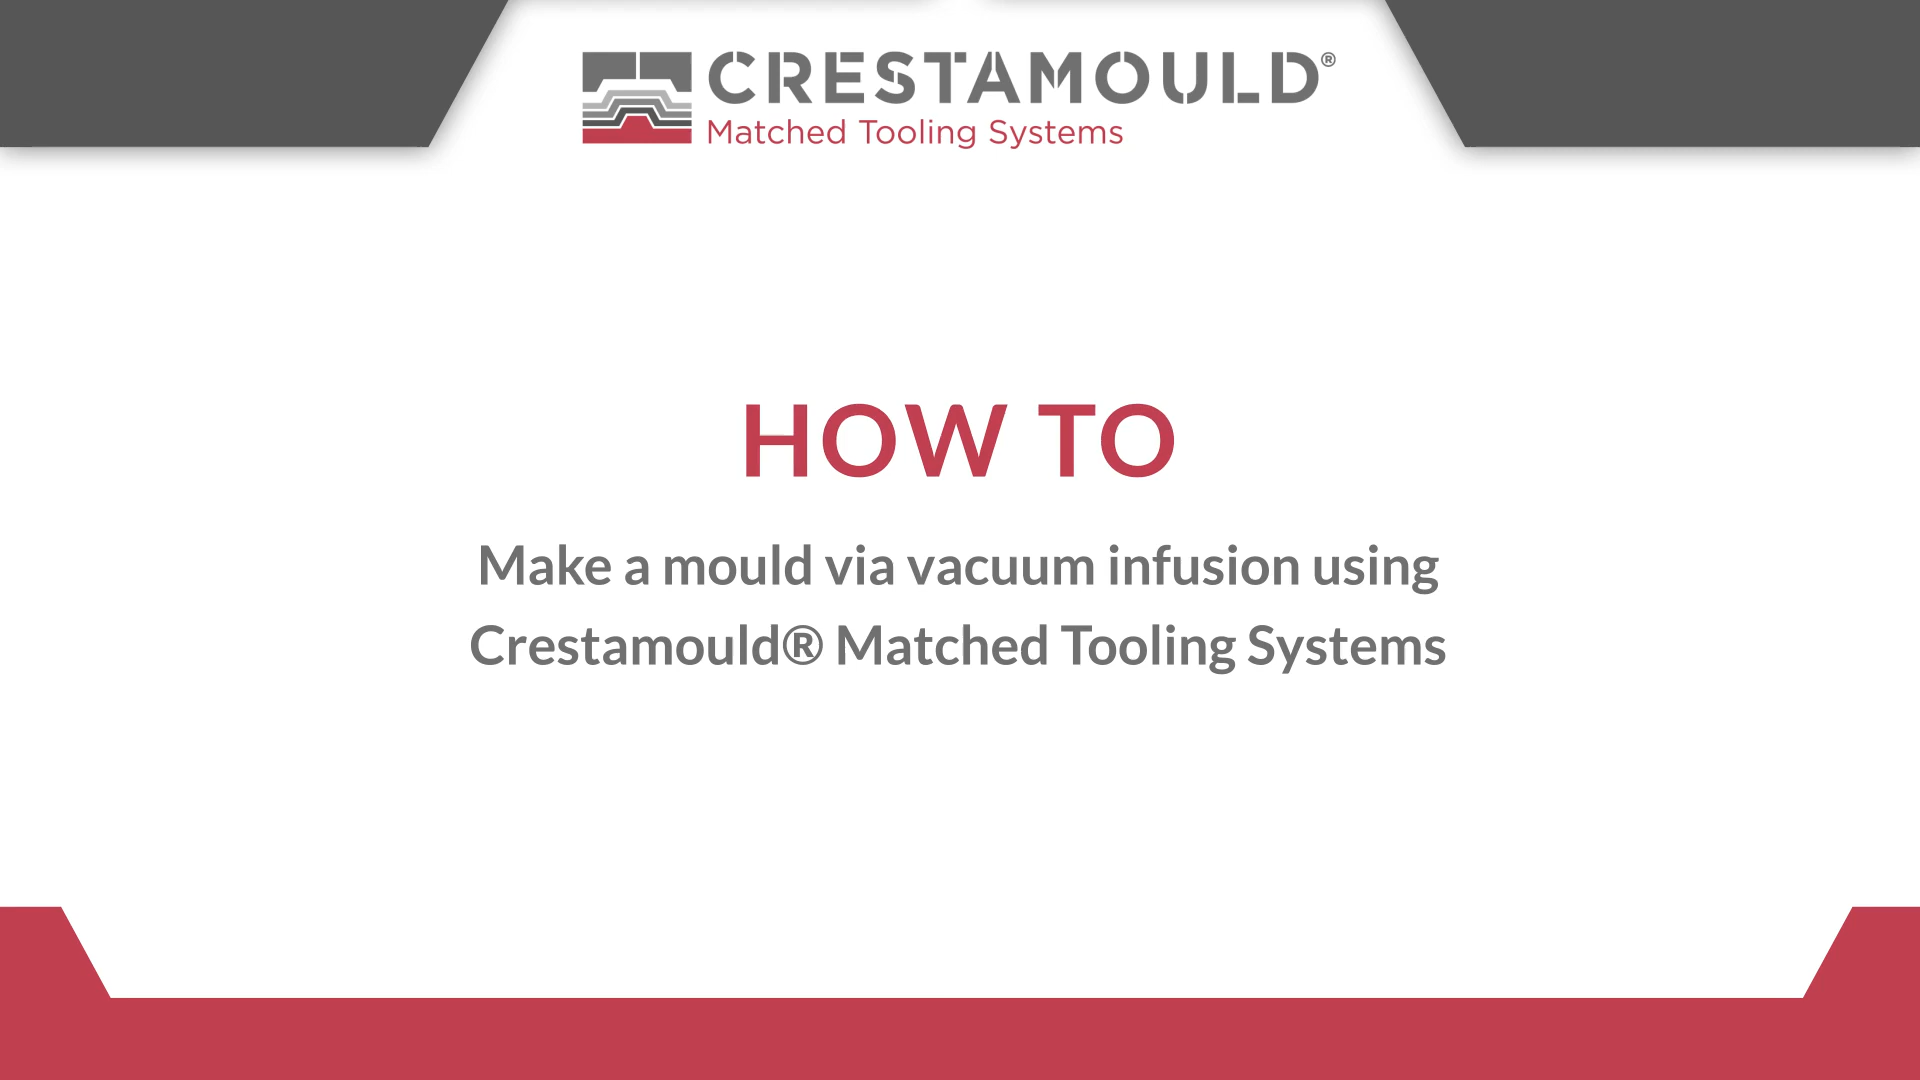 CRESTAMOULD®
Matched Tooling Systems
HOW TO
Make a mould via vacuum infusion using
Crestamould® Matched Tooling Systems